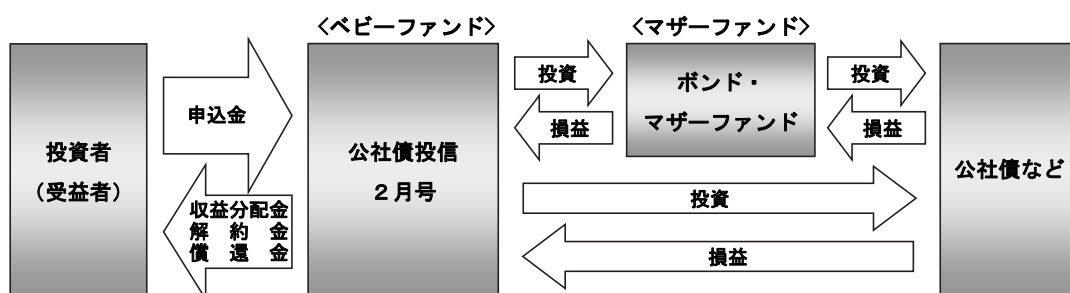 <ベビーファンド>
<マザーファンド>
投資者
(受益者)
申込金
収益分配金
解約金
償還金
公社債投信
2月号
投資
損益
ボンド・
マザーファンド
投資
損益
投資
損益
公社債など